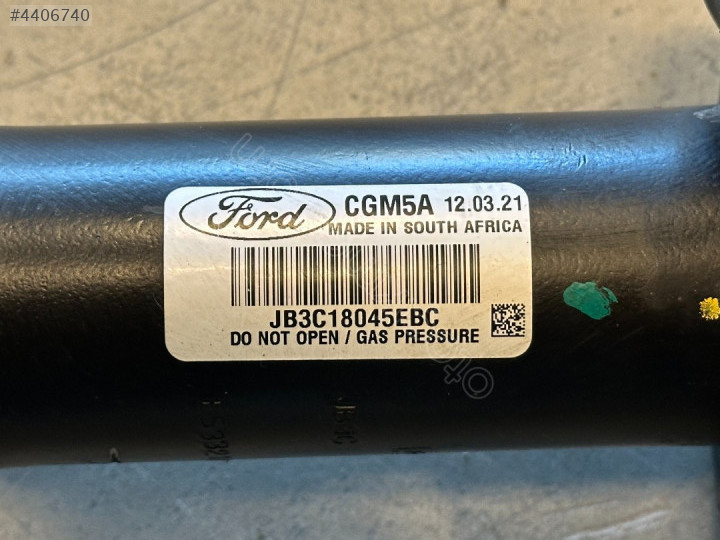 #4406740
Ford
CGM5A 12.03.21
MADE IN SOUTH AFRICA
JB3C18045EBC
DO NOT OPEN / GAS PRESSURE